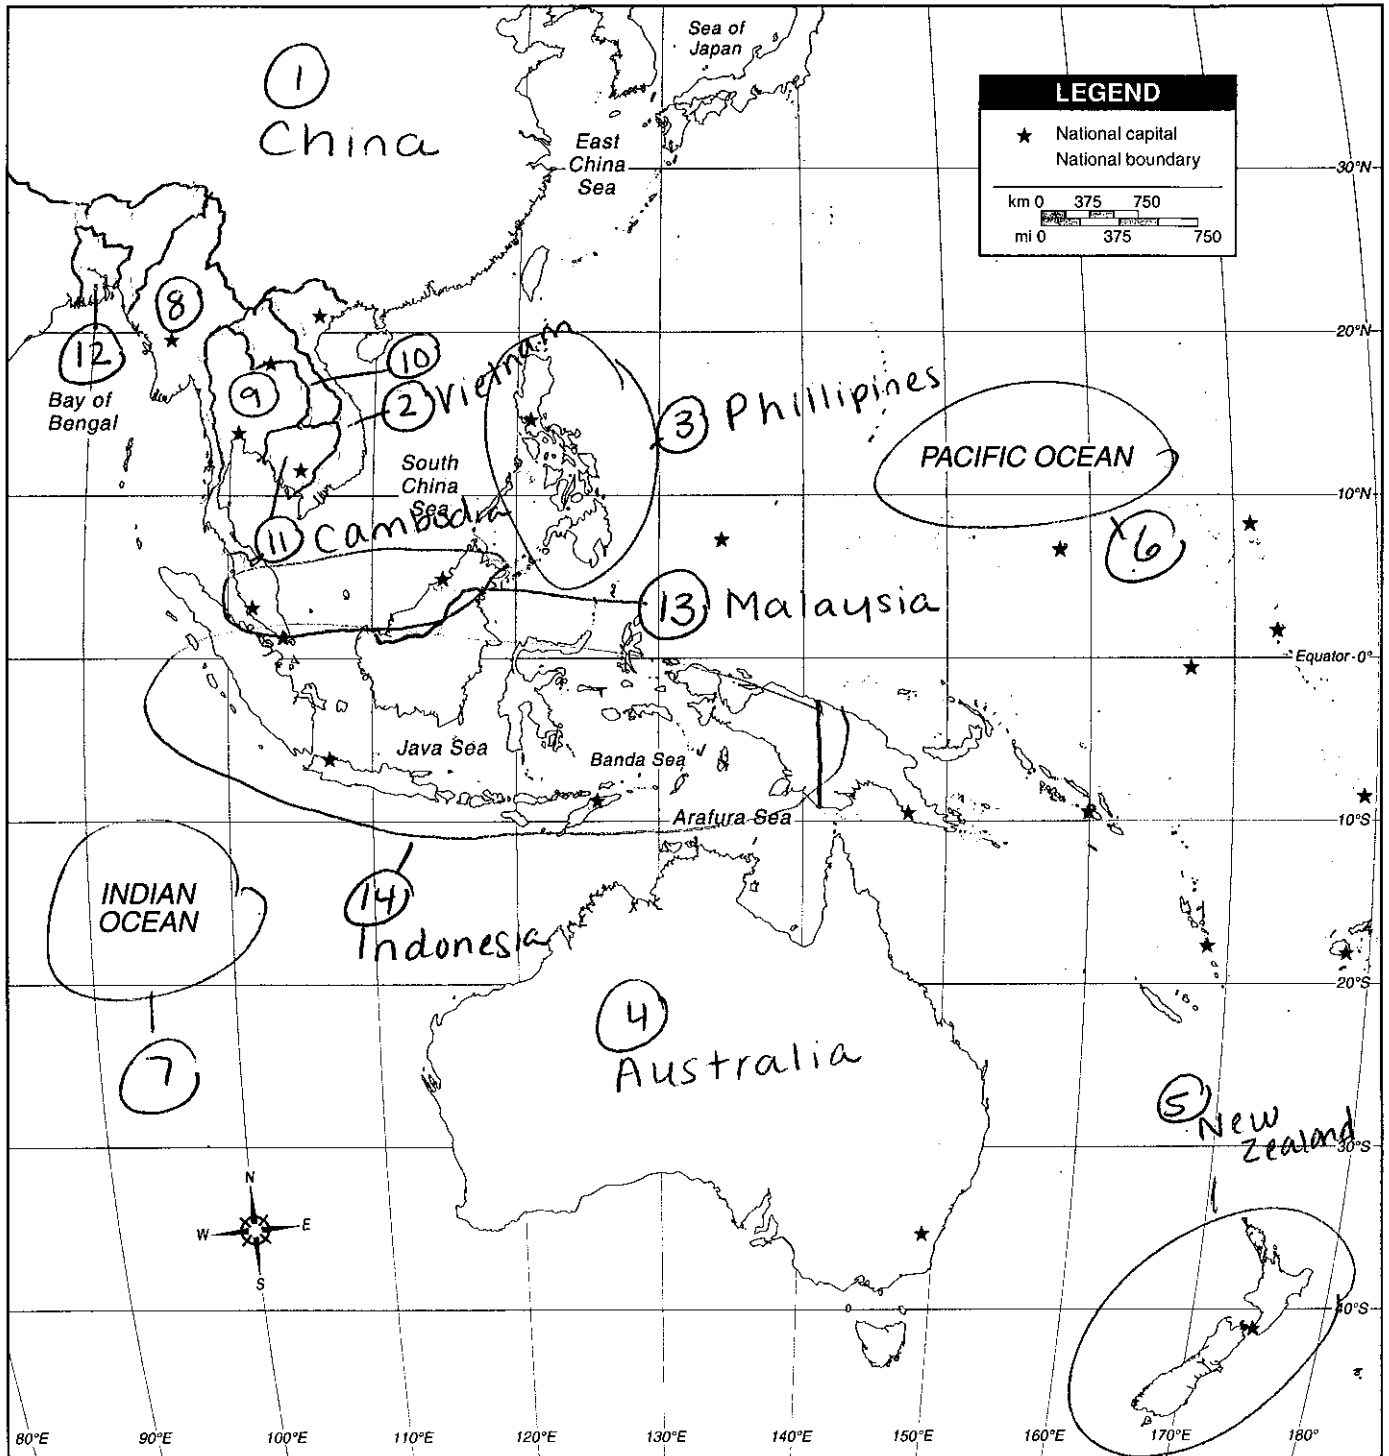 Sea of
Japan
1
China
East
China
Sea
LEGEND
★ National capital
National boundary
km 0 375 750
mi 0 375 750
30°N
8
12
20°N
Bay of
Bengal
10
9
2 Vietnam
3 Phillipines
PACIFIC OCEAN
South
China
Sea
10°N
11 Cambodia
6
13 Malaysia
Equator 0°
Java Sea
Banda Sea
Arafura Sea
10°S
INDIAN
OCEAN
14
Indonesia
20°S
4
Australia
7
5 New
Zealand
30°S
N
W E
S
40°S
80°E 90°E 100°E 110°E 120°E 130°E 140°E 150°E 160°E 170°E 180°